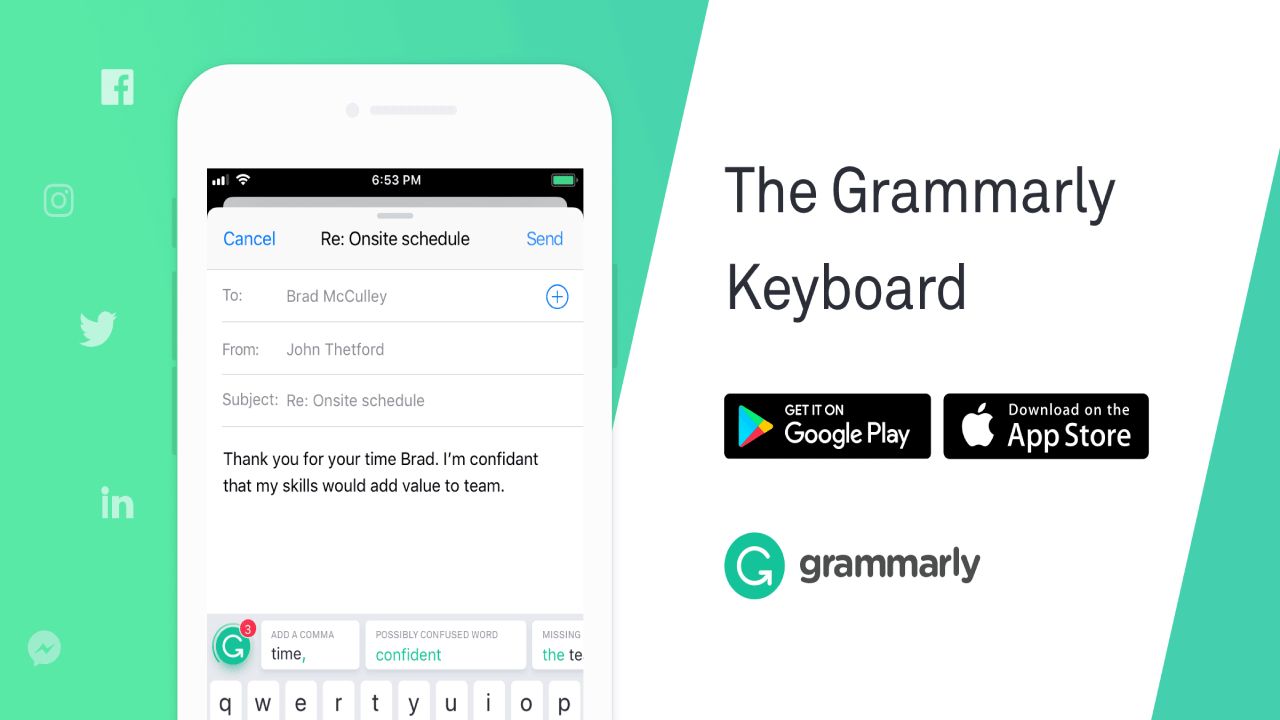 6:53 PM
Cancel Re: Onsite schedule Send
To: Brad McCulley
From: John Thetford
Subject: Re: Onsite schedule
Thank you for your time Brad. I'm confidant
that my skills would add value to team.
3
ADD A COMMA POSSIBLY CONFUSED WORD MISSING
time, confident the te
q w e r t y u i o p
The Grammarly
Keyboard
GET IT ON
Google Play
Download on the
App Store
grammarly
in